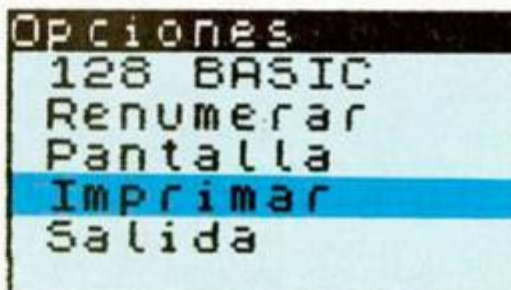 Opciones
128 BASIC
Renumerar
Pantalla
Imprimar
Salida